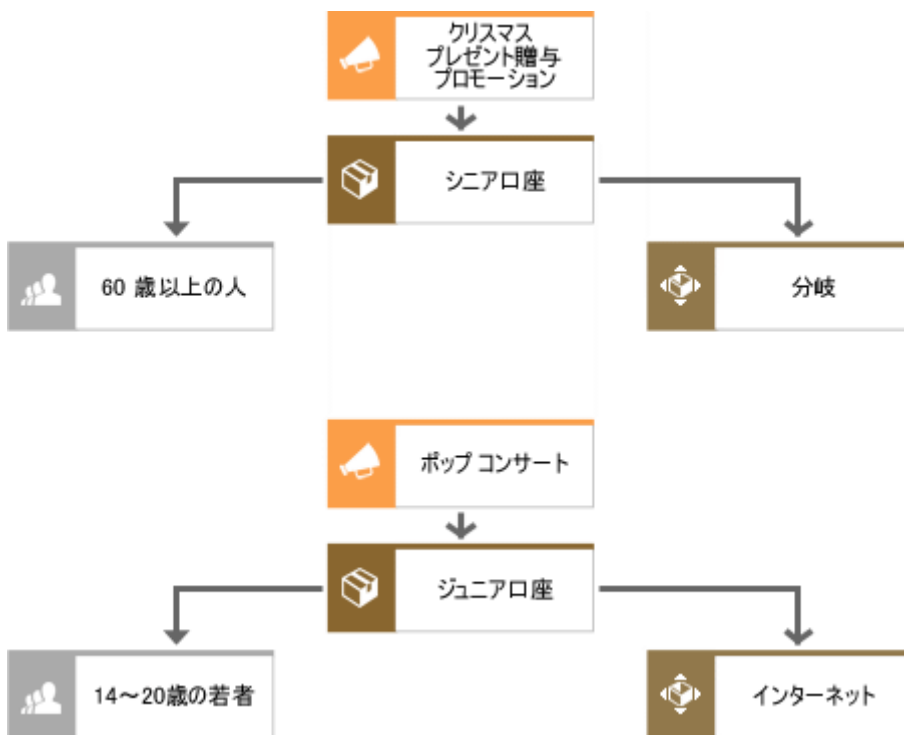 クリスマス
プレゼント贈与
プロモーション
シニア口座
60 歳以上の人
分岐
ポップ コンサート
ジュニア口座
14～20歳の若者
インターネット